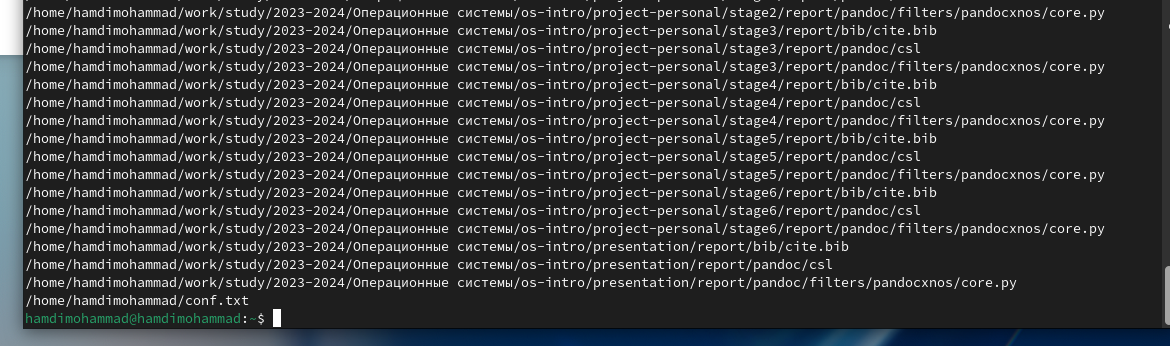 /home/hamdimohammad/work/study/2023-2024/Операционные системы/os-intro/project-personal/stage2/report/pandoc/filters/pandocxnos/core.py
/home/hamdimohammad/work/study/2023-2024/Операционные системы/os-intro/project-personal/stage3/report/bib/cite.bib
/home/hamdimohammad/work/study/2023-2024/Операционные системы/os-intro/project-personal/stage3/report/pandoc/csl
/home/hamdimohammad/work/study/2023-2024/Операционные системы/os-intro/project-personal/stage3/report/pandoc/filters/pandocxnos/core.py
/home/hamdimohammad/work/study/2023-2024/Операционные системы/os-intro/project-personal/stage4/report/bib/cite.bib
/home/hamdimohammad/work/study/2023-2024/Операционные системы/os-intro/project-personal/stage4/report/pandoc/csl
/home/hamdimohammad/work/study/2023-2024/Операционные системы/os-intro/project-personal/stage4/report/pandoc/filters/pandocxnos/core.py
/home/hamdimohammad/work/study/2023-2024/Операционные системы/os-intro/project-personal/stage5/report/bib/cite.bib
/home/hamdimohammad/work/study/2023-2024/Операционные системы/os-intro/project-personal/stage5/report/pandoc/csl
/home/hamdimohammad/work/study/2023-2024/Операционные системы/os-intro/project-personal/stage5/report/pandoc/filters/pandocxnos/core.py
/home/hamdimohammad/work/study/2023-2024/Операционные системы/os-intro/project-personal/stage6/report/bib/cite.bib
/home/hamdimohammad/work/study/2023-2024/Операционные системы/os-intro/project-personal/stage6/report/pandoc/csl
/home/hamdimohammad/work/study/2023-2024/Операционные системы/os-intro/project-personal/stage6/report/pandoc/filters/pandocxnos/core.py
/home/hamdimohammad/work/study/2023-2024/Операционные системы/os-intro/presentation/report/bib/cite.bib
/home/hamdimohammad/work/study/2023-2024/Операционные системы/os-intro/presentation/report/pandoc/csl
/home/hamdimohammad/work/study/2023-2024/Операционные системы/os-intro/presentation/report/pandoc/filters/pandocxnos/core.py
/home/hamdimohammad/conf.txt
hamdimohammad@hamdimohammad:~$